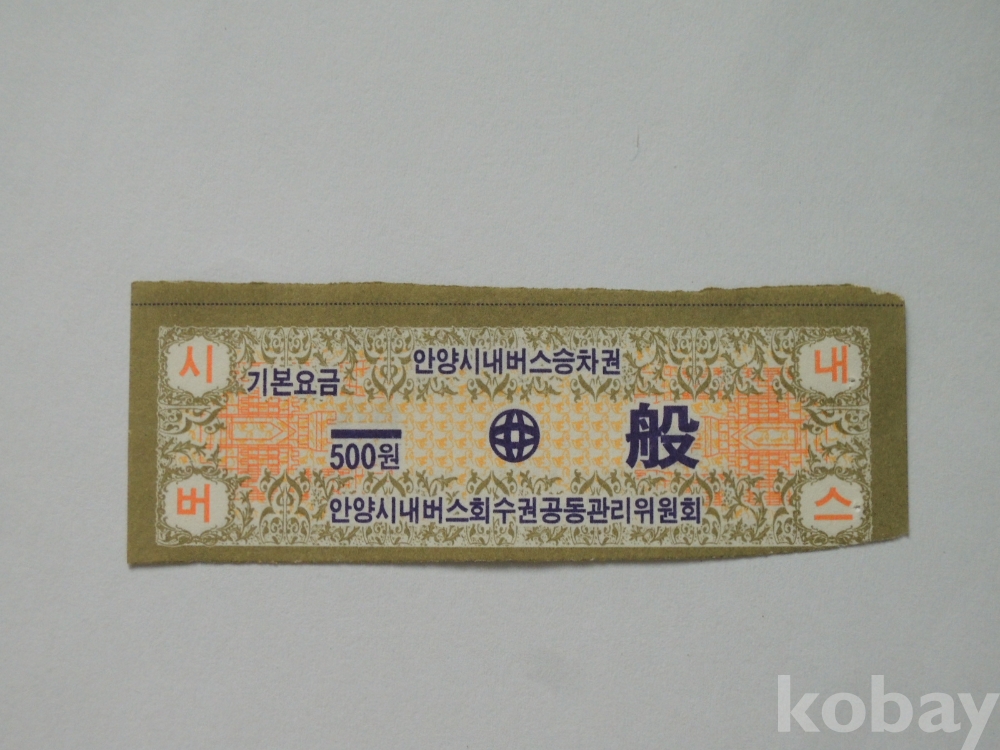 시 내
안양시내버스승차권
기본요금
一 般
500원
안양시내버스회수권공동관리위원회
버 스
kobay